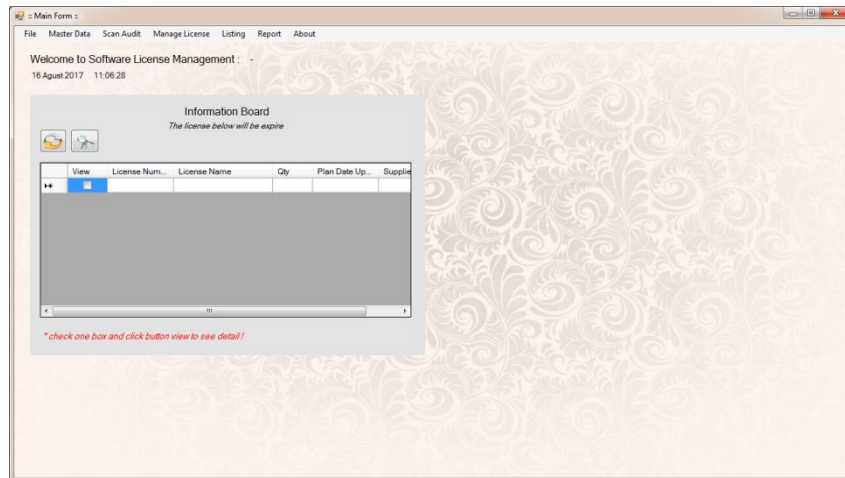 :: Main Form ::
File Master Data Scan Audit Manage License Listing Report About
Welcome to Software License Management : -
16 Agust 2017 11:06:28
Information Board
The license below will be expire
View License Num... License Name Qty Plan Date Up... Supplie
* check one box and click button view to see detail !